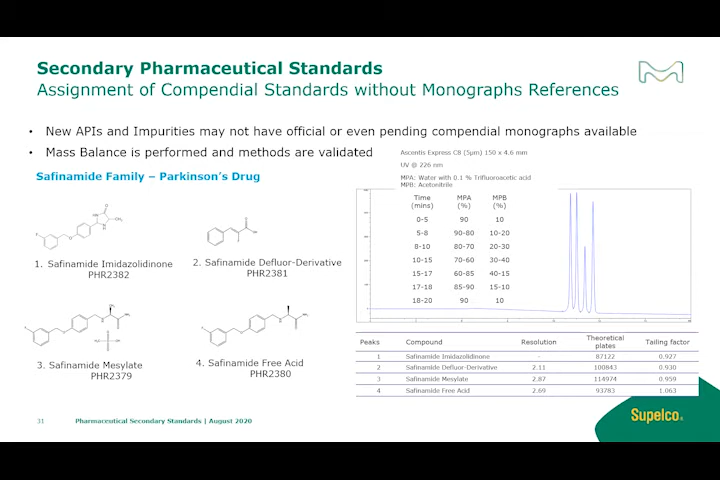 Secondary Pharmaceutical Standards
Assignment of Compendial Standards without Monographs References
• New APIs and Impurities may not have official or even pending compendial monographs available
• Mass Balance is performed and methods are validated
Safinamide Family – Parkinson's Drug
1. Safinamide Imidazolidinone
PHR2382
2. Safinamide Defluor-Derivative
PHR2381
3. Safinamide Mesylate
PHR2379
4. Safinamide Free Acid
PHR2380
Ascentis Express C8 (5µm) 150 x 4.6 mm
UV @ 226 nm
MPA: Water with 0.1 % Trifluoroacetic acid
MPB: Acetonitrile
Time (mins) MPA (%) MPB (%)
0-5 90 10
5-8 90-80 10-20
8-10 80-70 20-30
10-15 70-60 30-40
15-17 60-85 40-15
17-18 85-90 15-10
18-20 90 10
Peaks Compound Resolution Theoretical plates Tailing factor
1 Safinamide Imidazolidinone - 87122 0.927
2 Safinamide Defluor-Derivative 2.11 100843 0.930
3 Safinamide Mesylate 2.87 114974 0.959
4 Safinamide Free Acid 2.69 93783 1.063
31 Pharmaceutical Secondary Standards | August 2020
Supelco